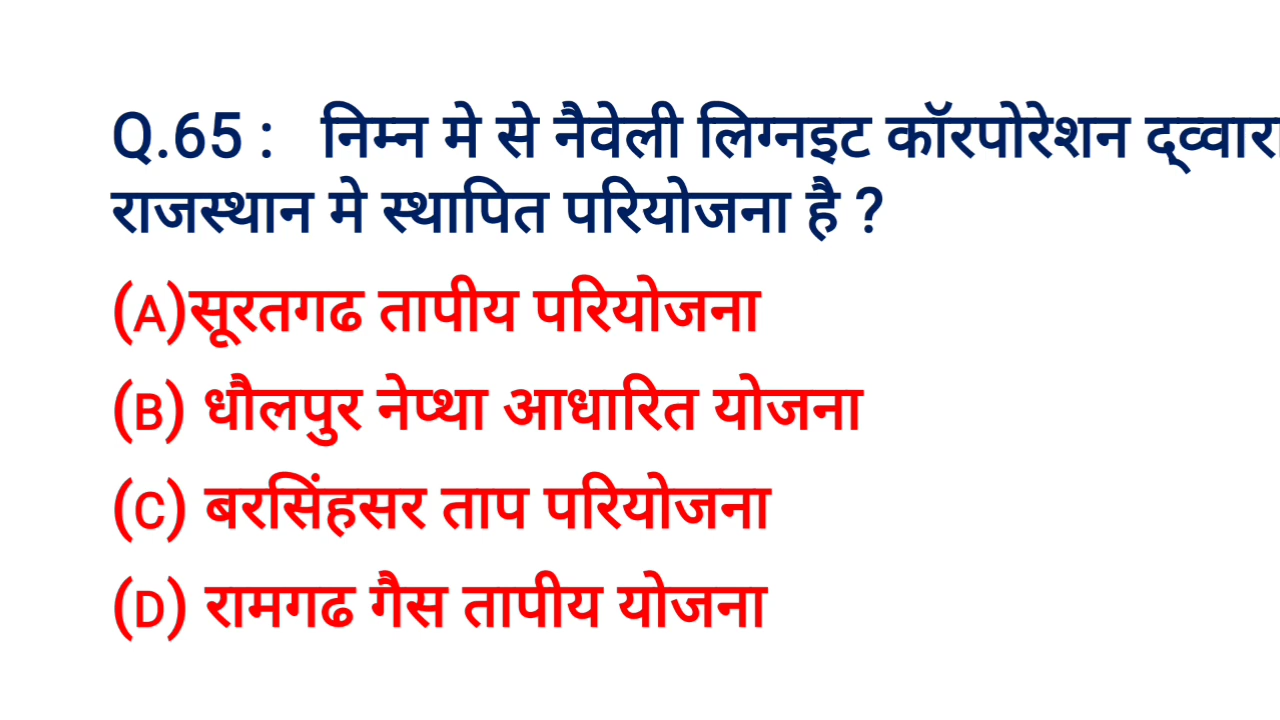 Q.65 : निम्न मे से नैवेली लिग्नइट कॉरपोरेशन द्व्वारा
राजस्थान मे स्थापित परियोजना है ?
(A)सूरतगढ तापीय परियोजना
(B) धौलपुर नेप्था आधारित योजना
(C) बरसिंहसर ताप परियोजना
(D) रामगढ गैस तापीय योजना